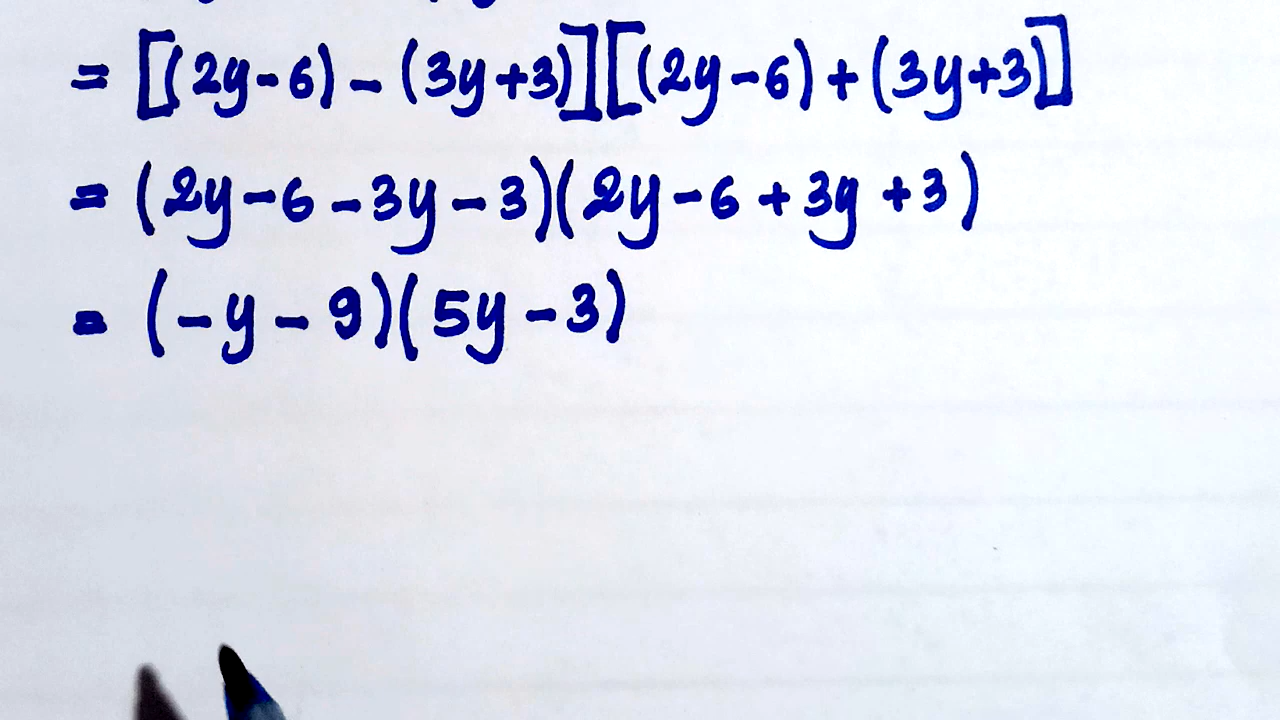 = [(2y-6) - (3y+3)][(2y-6) + (3y+3)]
= (2y-6-3y-3)(2y-6+3y+3)
= (-y-9)(5y-3)